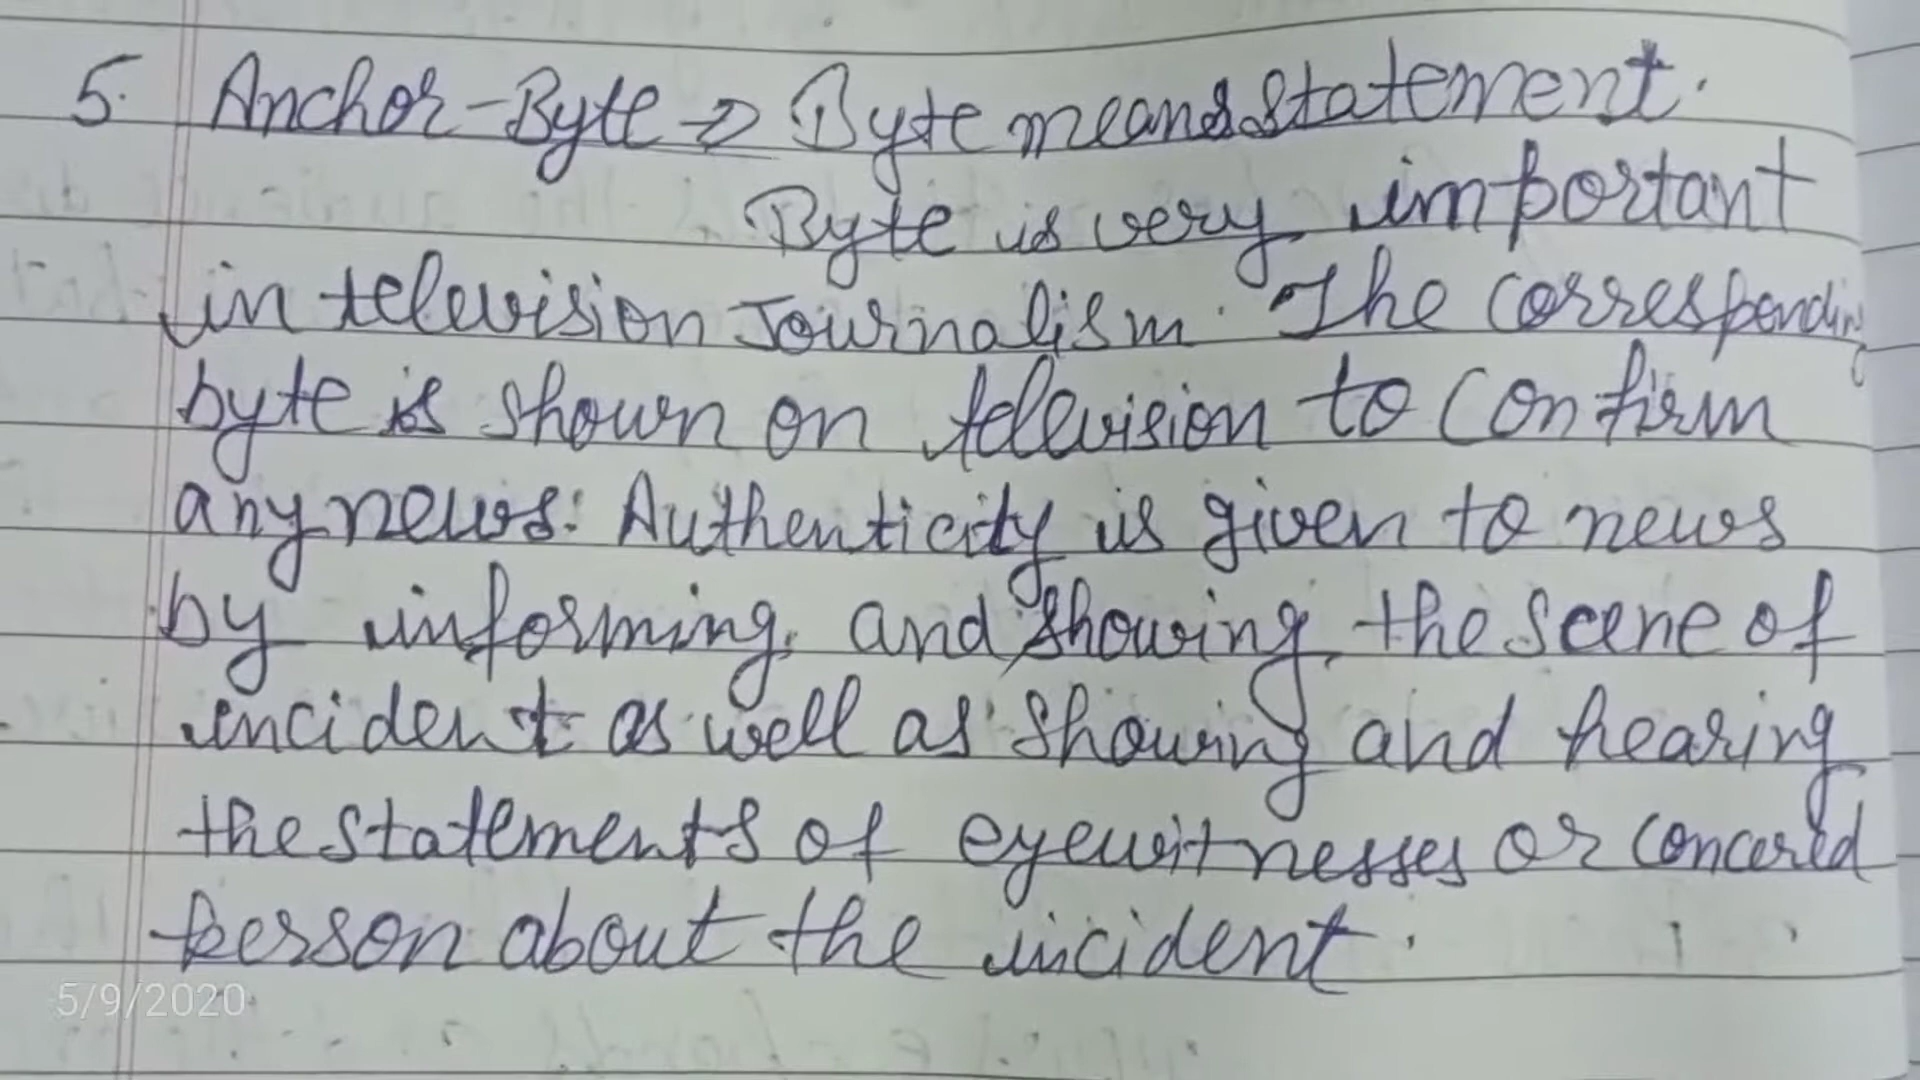 5. Anchor-Byte => Byte means statement.
Byte is very important
in television Journalism. The Corresponding
byte is shown on television to Confirm
any news. Authenticity is given to news
by informing and showing the scene of
incident as well as showing and hearing
the statements of eyewitnesses or Concered
person about the incident.
5/9/2020